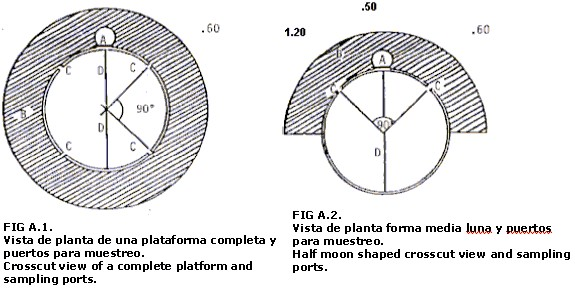 .60
A
C
D
C
B
90°
D
C
C
FIG A.1.
Vista de planta de una plataforma completa y
puertos para muestreo.
Crosscut view of a complete platform and
sampling ports.
.50
1.20
.60
B
A
C
C
90
D
FIG A.2.
Vista de planta forma media luna y puertos
para muestreo.
Half moon shaped crosscut view and sampling
ports.